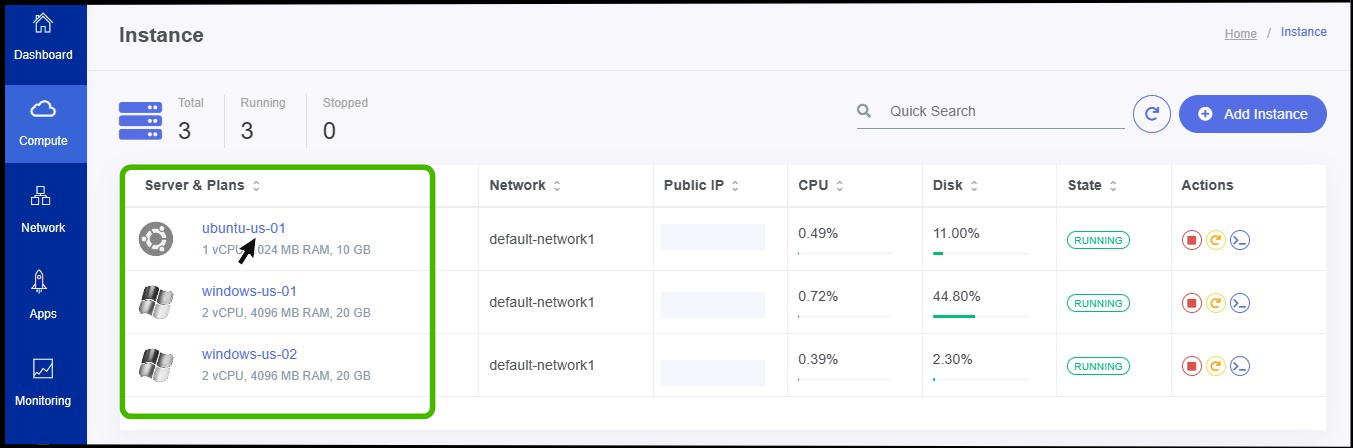 Dashboard
Compute
Network
Apps
Monitoring
Instance
Home / Instance
Total Running Stopped
3 3 0
Quick Search
Add Instance
Server & Plans Network Public IP CPU Disk State Actions
ubuntu-us-01
1 vCPU, 024 MB RAM, 10 GB
default-network1 0.49% 11.00% RUNNING
windows-us-01
2 vCPU, 4096 MB RAM, 20 GB
default-network1 0.72% 44.80% RUNNING
windows-us-02
2 vCPU, 4096 MB RAM, 20 GB
default-network1 0.39% 2.30% RUNNING